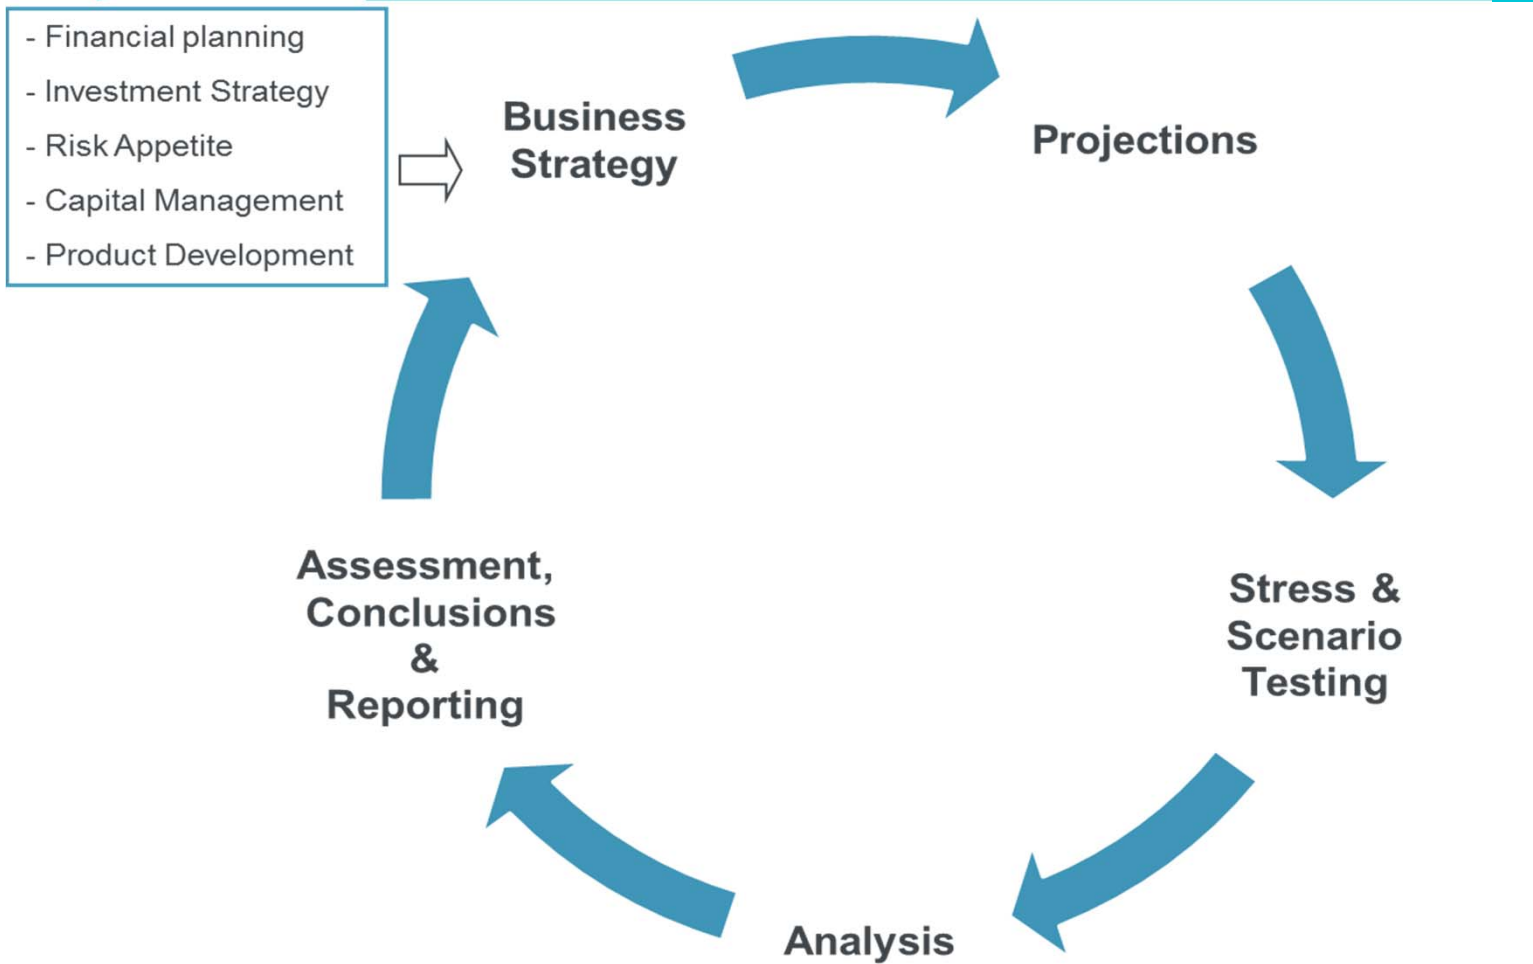 - Financial planning
- Investment Strategy
- Risk Appetite
- Capital Management
- Product Development
Business
Strategy
Projections
Stress &
Scenario
Testing
Analysis
Assessment,
Conclusions
&
Reporting